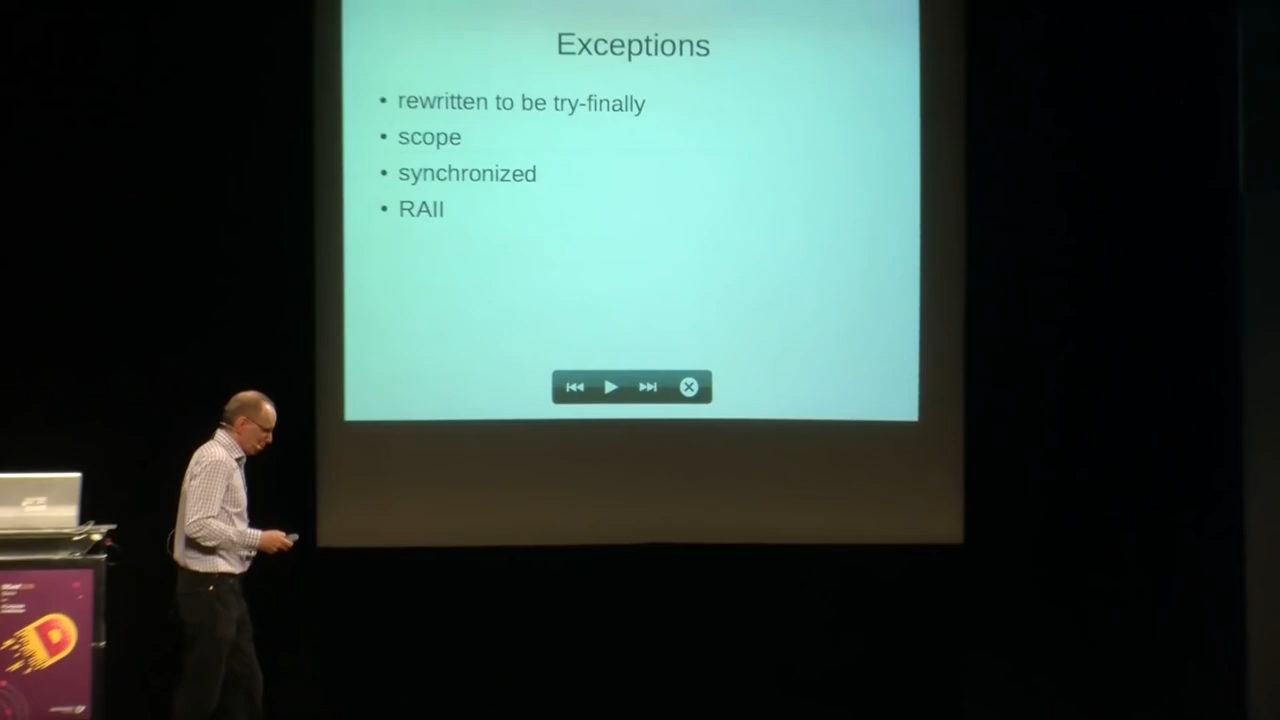 Exceptions
• rewritten to be try-finally
• scope
• synchronized
• RAII
D